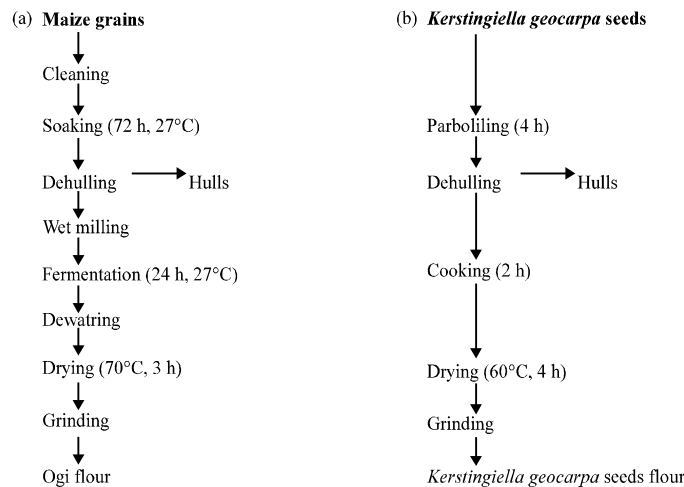 (a) Maize grains
Cleaning
Soaking (72 h, 27°C)
Dehulling
Hulls
Wet milling
Fermentation (24 h, 27°C)
Dewatring
Drying (70°C, 3 h)
Grinding
Ogi flour
(b) Kerstingiella geocarpa seeds
Parboliling (4 h)
Dehulling
Hulls
Cooking (2 h)
Drying (60°C, 4 h)
Grinding
Kerstingiella geocarpa seeds flour